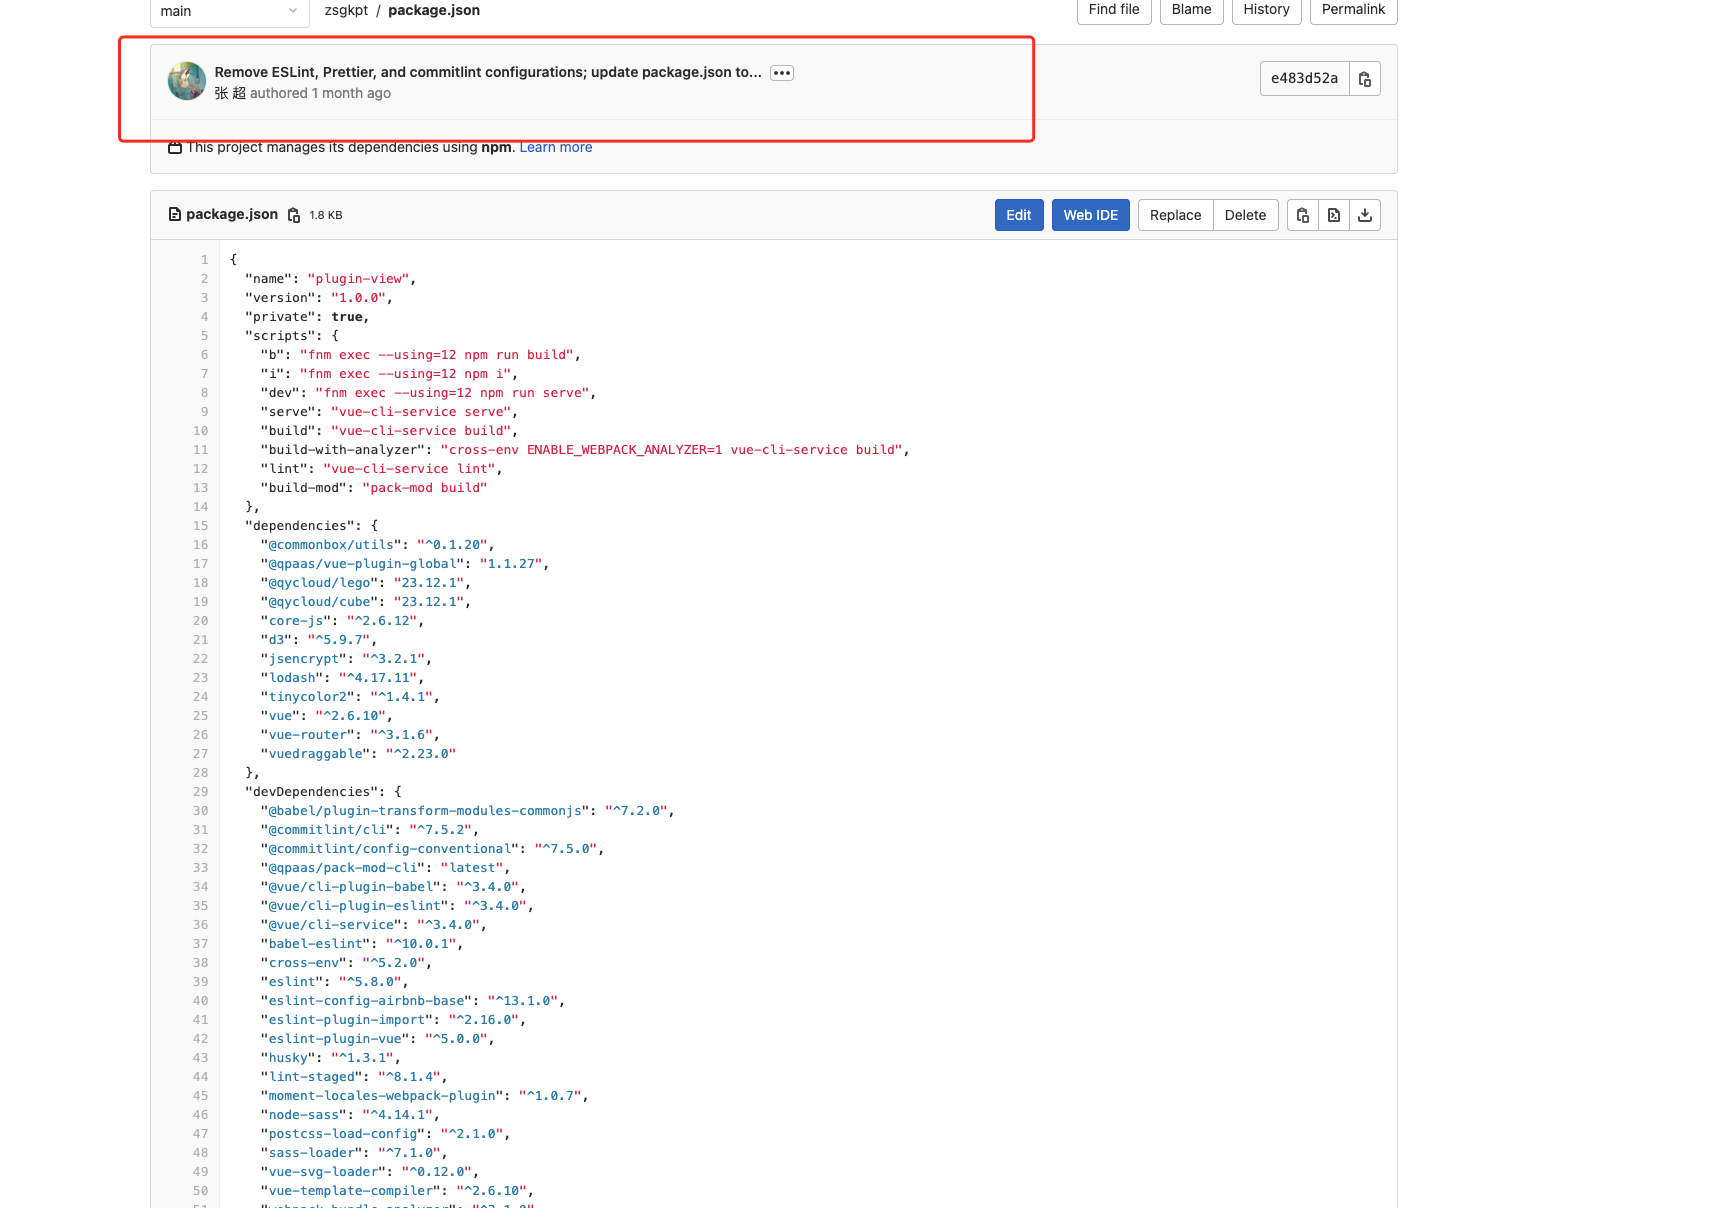 main
zsgkpt / package.json
Find file
Blame
History
Permalink
Remove ESLint, Prettier, and commitlint configurations; update package.json to...
张 超 authored 1 month ago
e483d52a
This project manages its dependencies using npm. Learn more
package.json 1.8 KB
Edit
Web IDE
Replace
Delete
1 {
2 "name": "plugin-view",
3 "version": "1.0.0",
4 "private": true,
5 "scripts": {
6 "b": "fnm exec --using=12 npm run build",
7 "i": "fnm exec --using=12 npm i",
8 "dev": "fnm exec --using=12 npm run serve",
9 "serve": "vue-cli-service serve",
10 "build": "vue-cli-service build",
11 "build-with-analyzer": "cross-env ENABLE_WEBPACK_ANALYZER=1 vue-cli-service build",
12 "lint": "vue-cli-service lint",
13 "build-mod": "pack-mod build"
14 },
15 "dependencies": {
16 "@commonbox/utils": "^0.1.20",
17 "@qpaas/vue-plugin-global": "1.1.27",
18 "@qycloud/lego": "23.12.1",
19 "@qycloud/cube": "23.12.1",
20 "core-js": "^2.6.12",
21 "d3": "^5.9.7",
22 "jsencrypt": "^3.2.1",
23 "lodash": "^4.17.11",
24 "tinycolor2": "^1.4.1",
25 "vue": "^2.6.10",
26 "vue-router": "^3.1.6",
27 "vuedraggable": "^2.23.0"
28 },
29 "devDependencies": {
30 "@babel/plugin-transform-modules-commonjs": "^7.2.0",
31 "@commitlint/cli": "^7.5.2",
32 "@commitlint/config-conventional": "^7.5.0",
33 "@qpaas/pack-mod-cli": "latest",
34 "@vue/cli-plugin-babel": "^3.4.0",
35 "@vue/cli-plugin-eslint": "^3.4.0",
36 "@vue/cli-service": "^3.4.0",
37 "babel-eslint": "^10.0.1",
38 "cross-env": "^5.2.0",
39 "eslint": "^5.8.0",
40 "eslint-config-airbnb-base": "^13.1.0",
41 "eslint-plugin-import": "^2.16.0",
42 "eslint-plugin-vue": "^5.0.0",
43 "husky": "^1.3.1",
44 "lint-staged": "^8.1.4",
45 "moment-locales-webpack-plugin": "^1.0.7",
46 "node-sass": "^4.14.1",
47 "postcss-load-config": "^2.1.0",
48 "sass-loader": "^7.1.0",
49 "vue-svg-loader": "^0.12.0",
50 "vue-template-compiler": "^2.6.10",